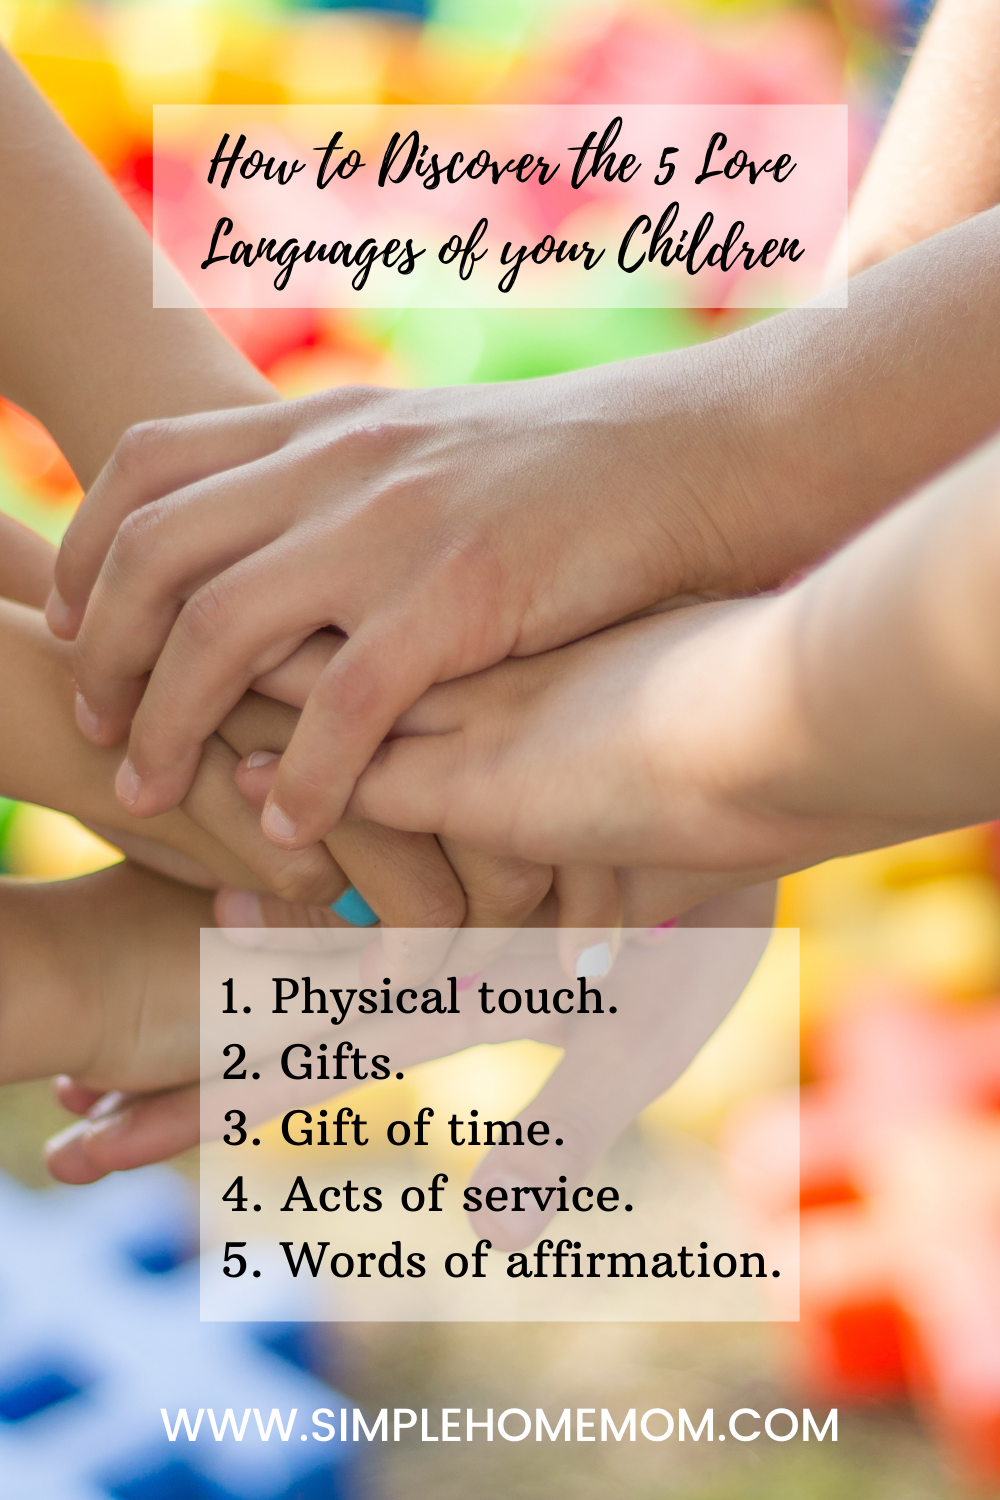 How to Discover the 5 Love
Languages of your Children
1. Physical touch.
2. Gifts.
3. Gift of time.
4. Acts of service.
5. Words of affirmation.
WWW.SIMPLEHOMEMOM.COM